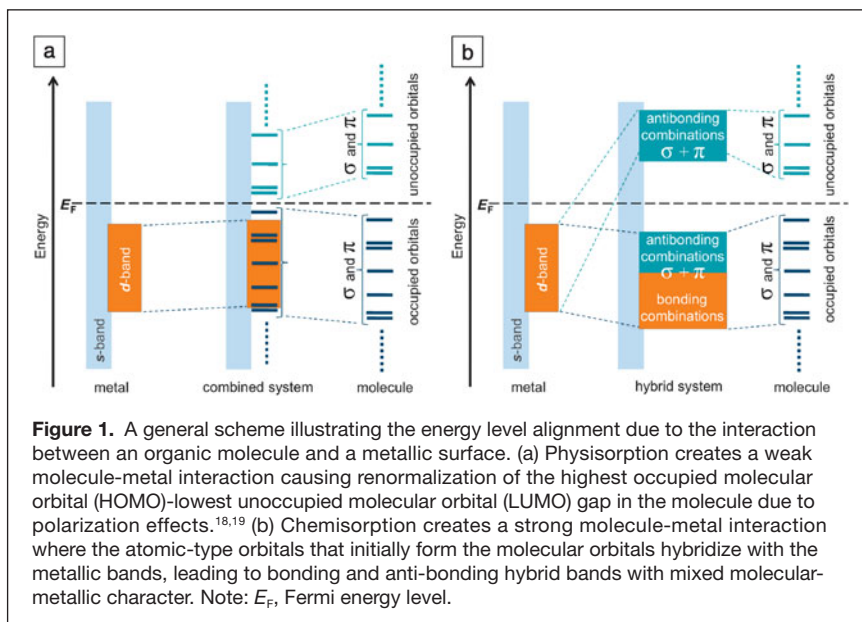 a
Energy
E_F
s-band
d-band
metal
combined system
σ and π
σ and π
unoccupied orbitals
occupied orbitals
molecule
b
Energy
E_F
s-band
d-band
metal
antibonding
combinations
σ + π
antibonding
combinations
σ + π
bonding
combinations
hybrid system
σ and π
σ and π
unoccupied orbitals
occupied orbitals
molecule
Figure 1. A general scheme illustrating the energy level alignment due to the interaction
between an organic molecule and a metallic surface. (a) Physisorption creates a weak
molecule-metal interaction causing renormalization of the highest occupied molecular
orbital (HOMO)-lowest unoccupied molecular orbital (LUMO) gap in the molecule due to
polarization effects.18,19 (b) Chemisorption creates a strong molecule-metal interaction
where the atomic-type orbitals that initially form the molecular orbitals hybridize with the
metallic bands, leading to bonding and anti-bonding hybrid bands with mixed molecular-
metallic character. Note: E_F, Fermi energy level.